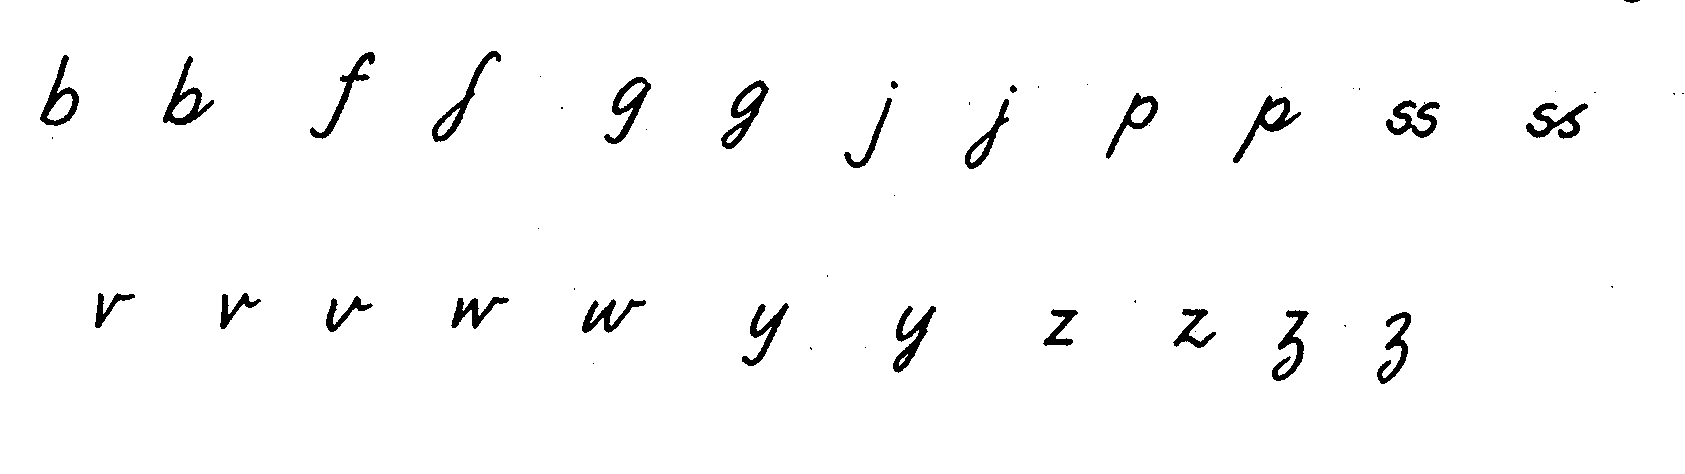 b b f f g g j j p p ss ss
v v v w w y y z z z z